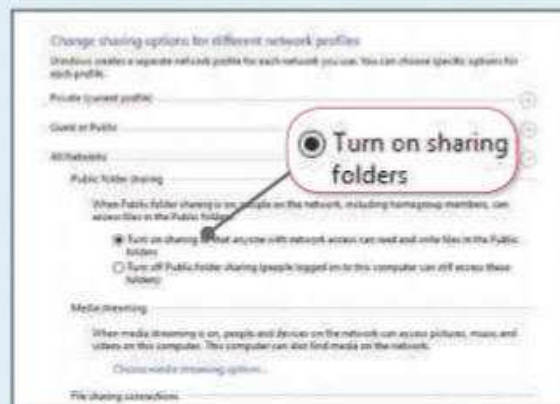 Change sharing options for different network profiles
Windows creates a separate network profile for each network you use. You can choose specific options for
each profile.
Private (current profile)
Guest or Public
All Networks
Turn on sharing
folders
Public folder sharing
When Public folder sharing is on, people on the network, including homegroup members, can
access files in the Public folders.
Turn on sharing so that anyone with network access can read and write files in the Public
folders
Turn off Public folder sharing (people logged on to this computer can still access these
folders)
Media streaming
When media streaming is on, people and devices on the network can access pictures, music, and
videos on this computer. This computer can also find media on the network.
Choose media streaming options...
File sharing connections